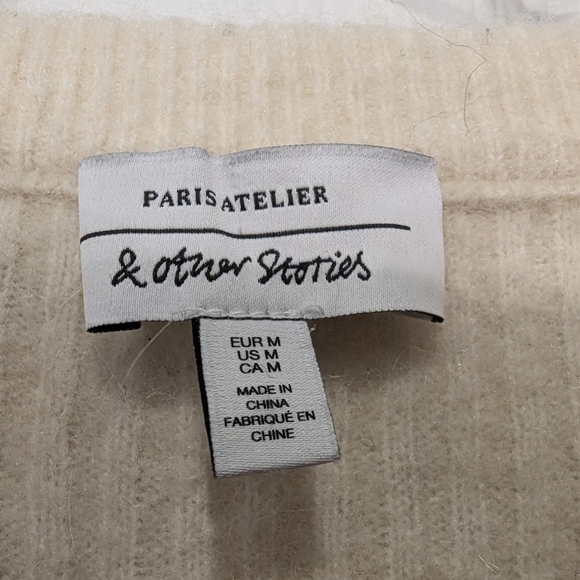 PARIS ATELIER
& other Stories
EUR M
US M
CA M
MADE IN
CHINA
FABRIQUÉ EN
CHINE